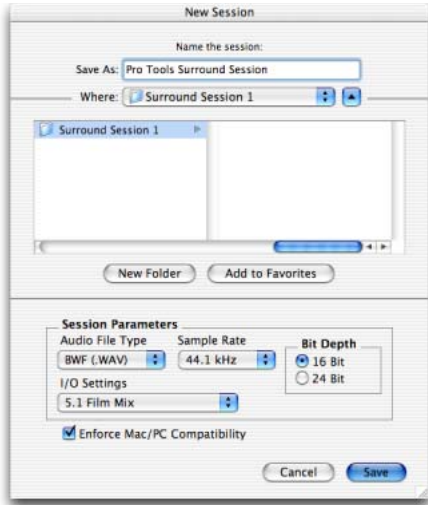 New Session
Name the session:
Save As: Pro Tools Surround Session
Where: Surround Session 1
Surround Session 1
New Folder Add to Favorites
Session Parameters
Audio File Type Sample Rate Bit Depth
BWF (.WAV) 44.1 kHz 16 Bit
24 Bit
I/O Settings
5.1 Film Mix
Enforce Mac/PC Compatibility
Cancel Save